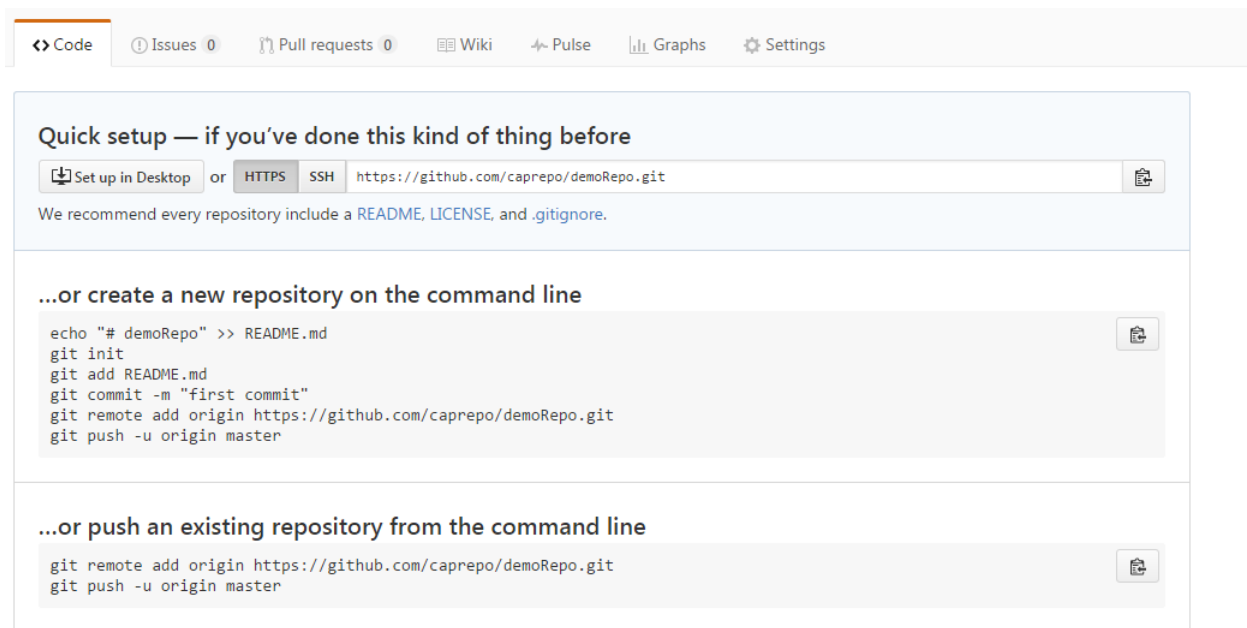 Code Issues 0 Pull requests 0 Wiki Pulse Graphs Settings
Quick setup — if you’ve done this kind of thing before
Set up in Desktop or HTTPS SSH https://github.com/caprepo/demoRepo.git
We recommend every repository include a README, LICENSE, and .gitignore.
…or create a new repository on the command line
echo "# demoRepo" >> README.md
git init
git add README.md
git commit -m "first commit"
git remote add origin https://github.com/caprepo/demoRepo.git
git push -u origin master
…or push an existing repository from the command line
git remote add origin https://github.com/caprepo/demoRepo.git
git push -u origin master